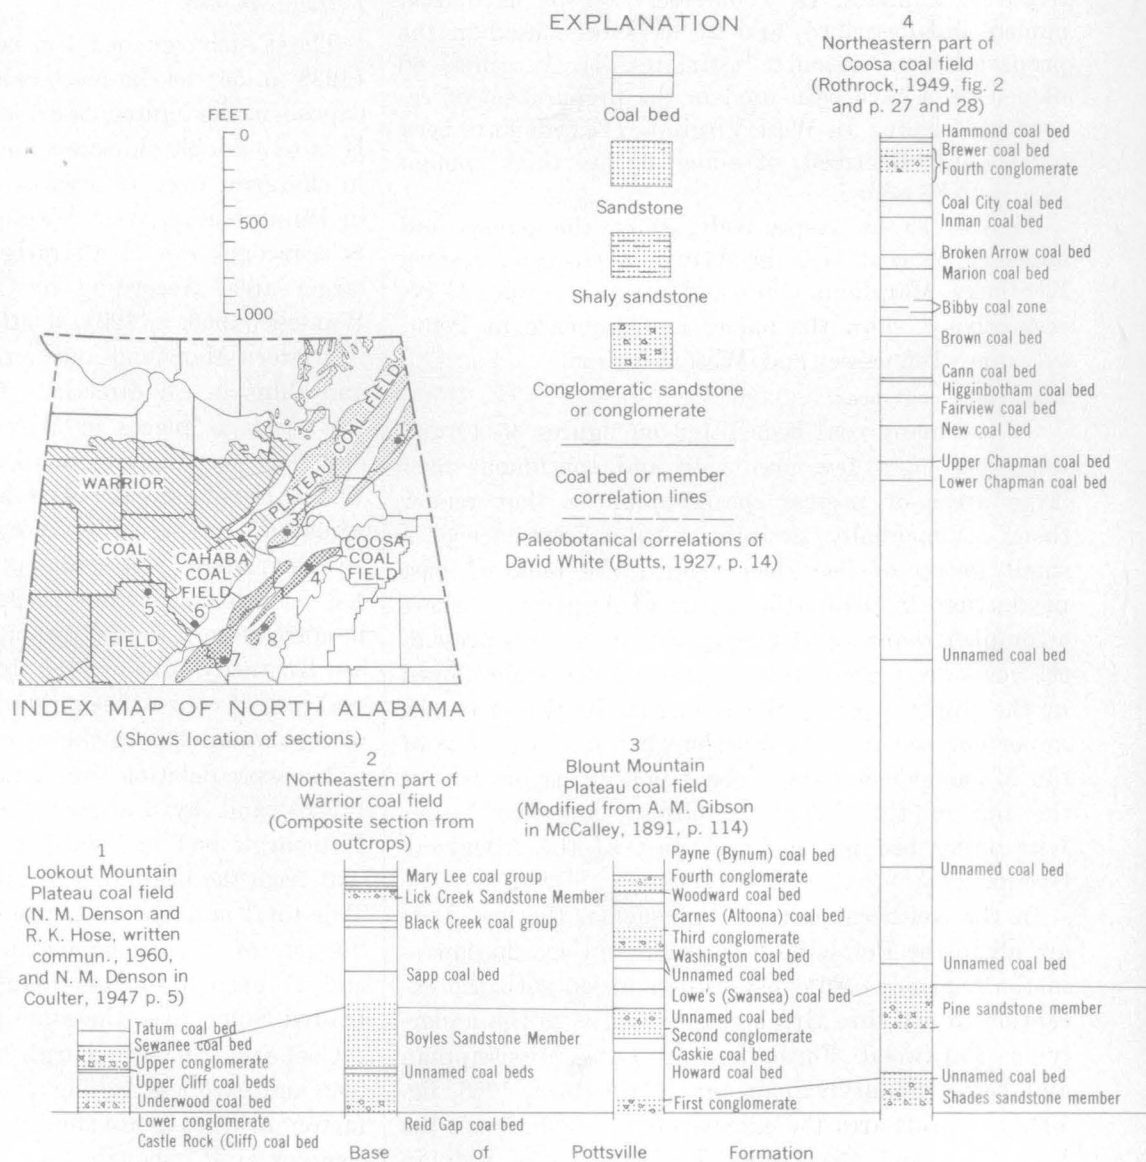 EXPLANATION
Coal bed
Sandstone
Shaly sandstone
Conglomeratic sandstone
or conglomerate
Coal bed or member
correlation lines
Paleobotanical correlations of
David White (Butts, 1927, p. 14)
FEET
0
500
1000
WARRIOR
COAL
FIELD
PLATEAU COAL FIELD
CAHABA
COAL
FIELD
COOSA
COAL
FIELD
1
2
3
4
5
6
7
8
INDEX MAP OF NORTH ALABAMA
(Shows location of sections)
4
Northeastern part of
Coosa coal field
(Rothrock, 1949, fig. 2
and p. 27 and 28)
Hammond coal bed
Brewer coal bed
Fourth conglomerate
Coal City coal bed
Inman coal bed
Broken Arrow coal bed
Marion coal bed
Bibby coal zone
Brown coal bed
Cann coal bed
Higginbotham coal bed
Fairview coal bed
New coal bed
Upper Chapman coal bed
Lower Chapman coal bed
Unnamed coal bed
Unnamed coal bed
Unnamed coal bed
Pine sandstone member
Unnamed coal bed
Shades sandstone member
1
Lookout Mountain
Plateau coal field
(N. M. Denson and
R. K. Hose, written
commun., 1960,
and N. M. Denson in
Coulter, 1947 p. 5)
Tatum coal bed
Sewanee coal bed
Upper conglomerate
Upper Cliff coal beds
Underwood coal bed
Lower conglomerate
Castle Rock (Cliff) coal bed
2
Northeastern part of
Warrior coal field
(Composite section from
outcrops)
Mary Lee coal group
Lick Creek Sandstone Member
Black Creek coal group
Sapp coal bed
Boyles Sandstone Member
Unnamed coal beds
Reid Gap coal bed
3
Blount Mountain
Plateau coal field
(Modified from A. M. Gibson
in McCalley, 1891, p. 114)
Payne (Bynum) coal bed
Fourth conglomerate
Woodward coal bed
Carnes (Altoona) coal bed
Third conglomerate
Washington coal bed
Unnamed coal bed
Lowe's (Swansea) coal bed
Unnamed coal bed
Second conglomerate
Caskie coal bed
Howard coal bed
First conglomerate
Base of Pottsville Formation